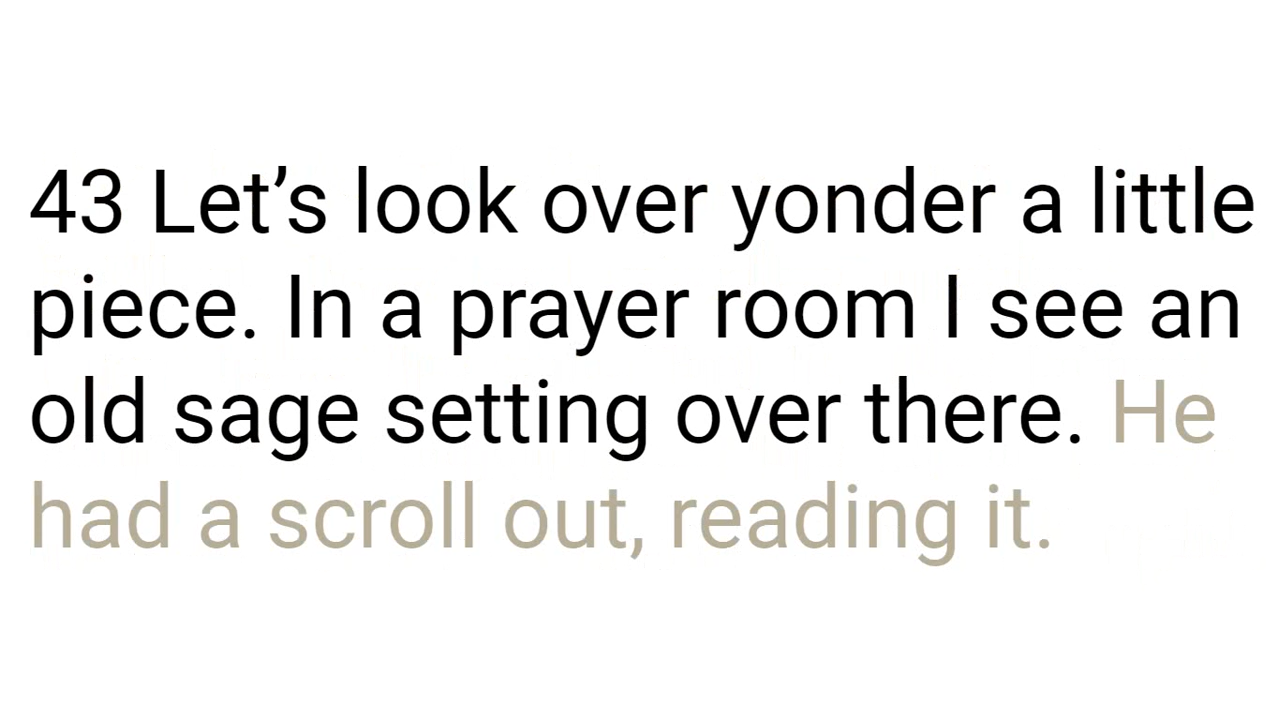 43 Let’s look over yonder a little
piece. In a prayer room I see an
old sage setting over there. He
had a scroll out, reading it.